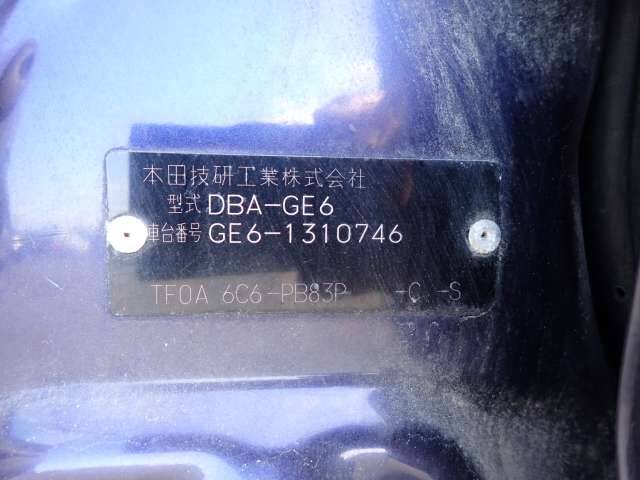 本田技研工業株式会社
型式 DBA-GE6
車台番号 GE6-1310746
TF0A 6C6-PB83P -C -S